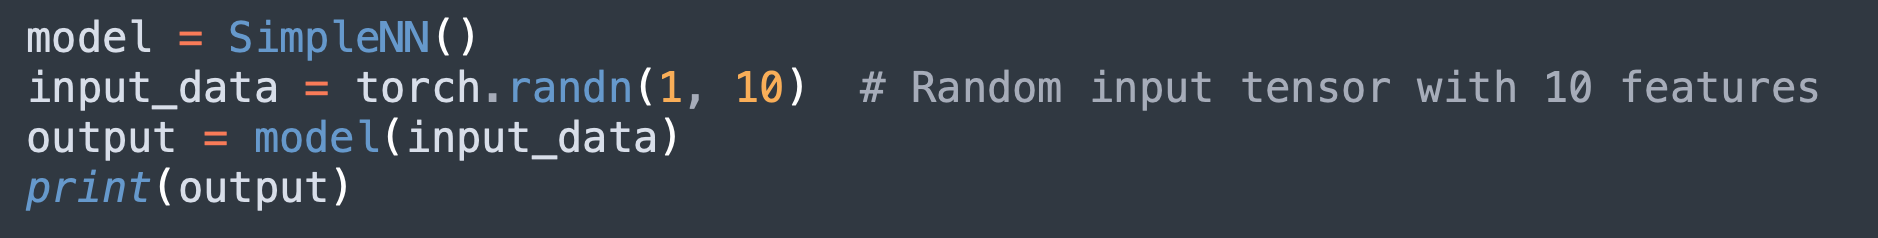 model = SimpleNN()
input_data = torch.randn(1, 10)  # Random input tensor with 10 features
output = model(input_data)
print(output)